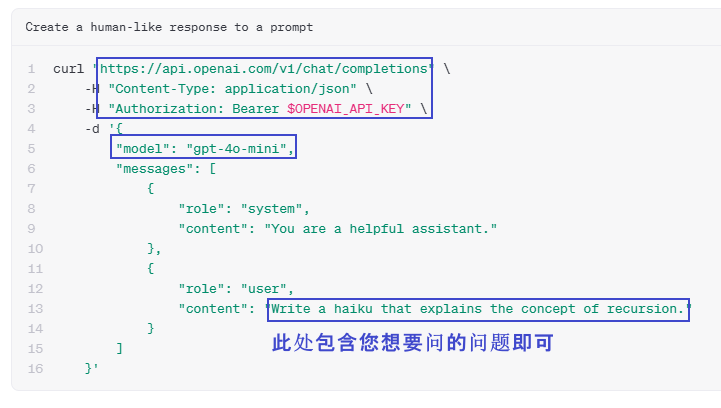 Create a human-like response to a prompt
1 curl "https://api.openai.com/v1/chat/completions" \
2 -H "Content-Type: application/json" \
3 -H "Authorization: Bearer $OPENAI_API_KEY" \
4 -d '{
5 "model": "gpt-4o-mini",
6 "messages": [
7 {
8 "role": "system",
9 "content": "You are a helpful assistant."
10 },
11 {
12 "role": "user",
13 "content": "Write a haiku that explains the concept of recursion."
14 }
此处包含您想要问的问题即可
15 ]
16 }'